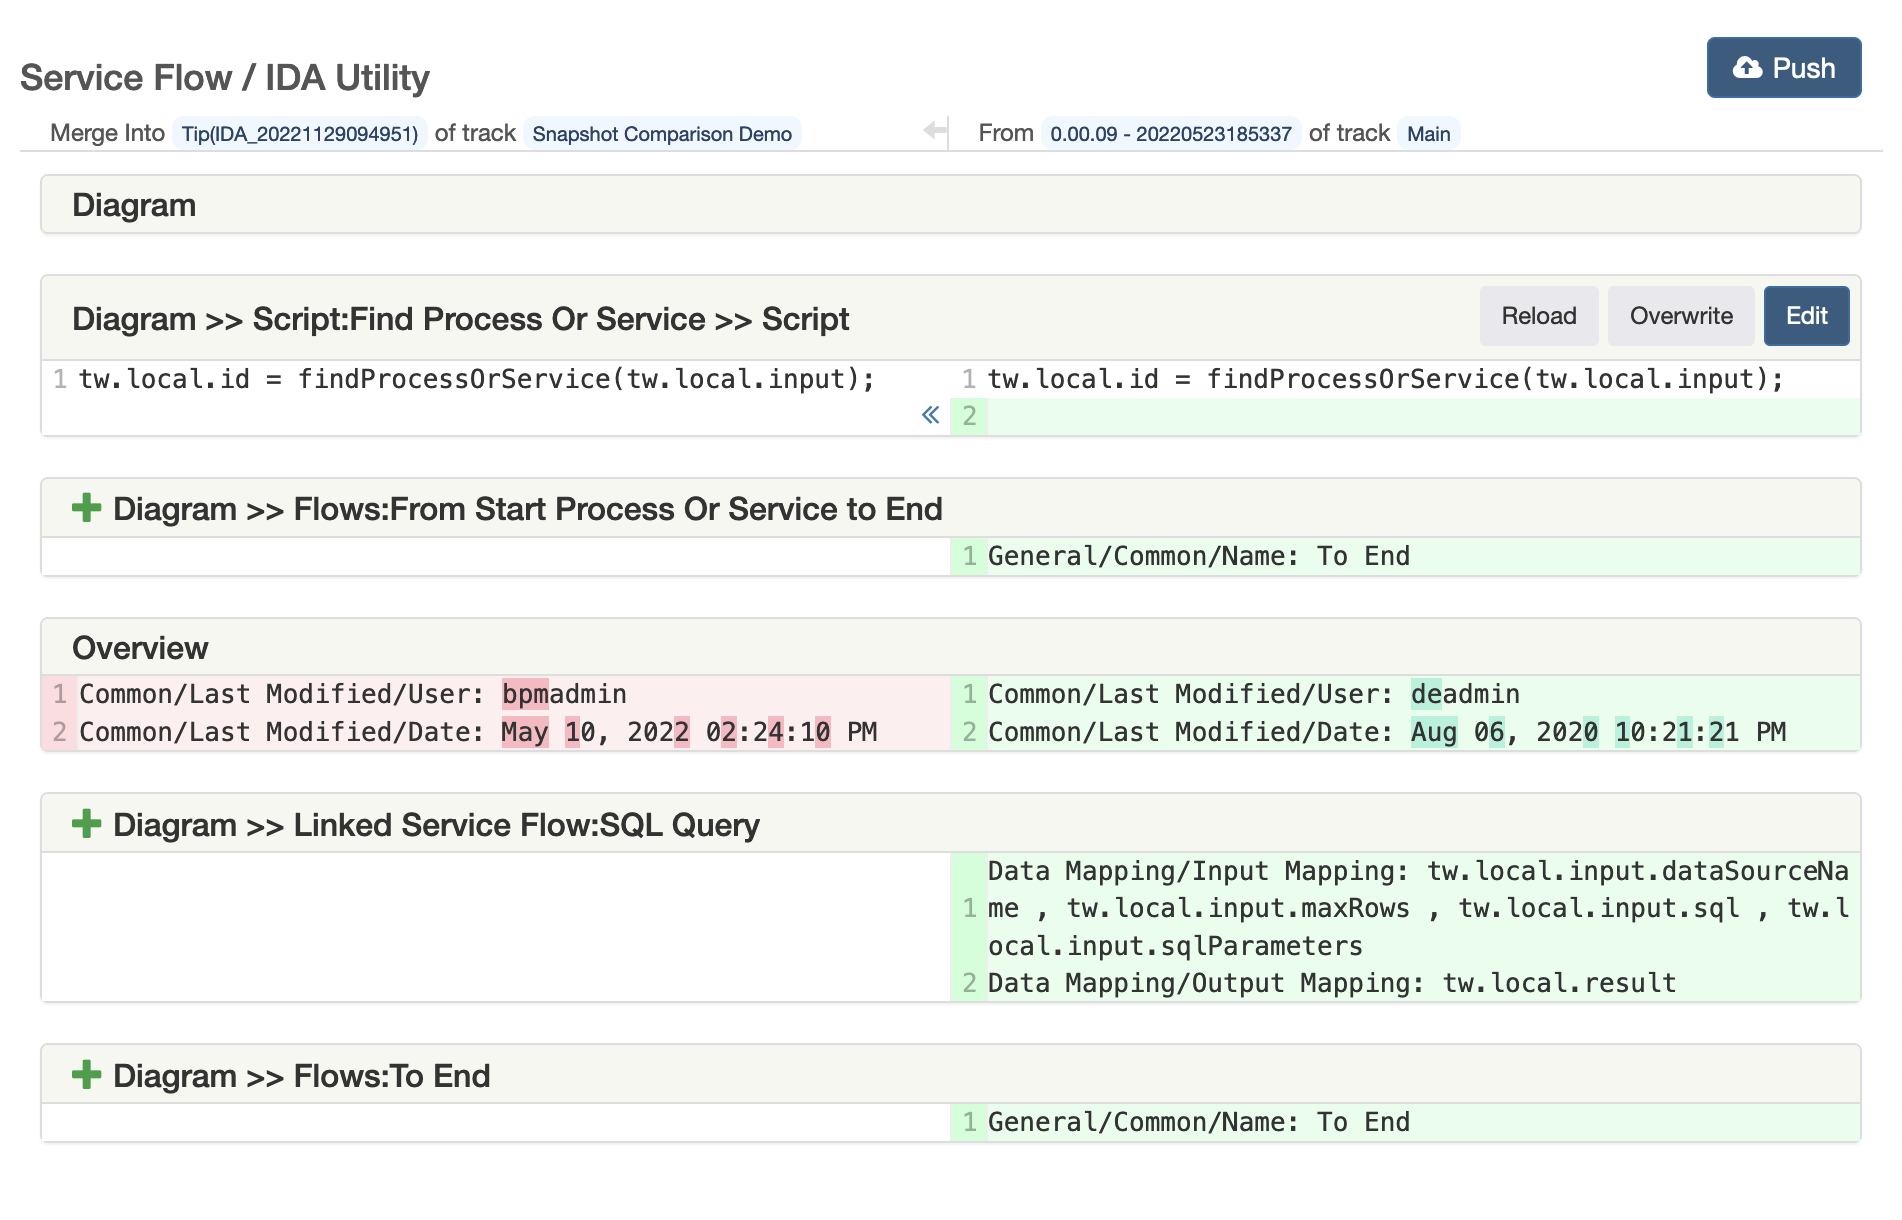 Service Flow / IDA Utility
Push
Merge Into Tip(IDA_20221129094951) of track Snapshot Comparison Demo
From 0.00.09 - 20220523185337 of track Main
Diagram
Diagram >> Script:Find Process Or Service >> Script
Reload Overwrite Edit
1 tw.local.id = findProcessOrService(tw.local.input);
1 tw.local.id = findProcessOrService(tw.local.input);
« 2
Diagram >> Flows:From Start Process Or Service to End
1 General/Common/Name: To End
Overview
1 Common/Last Modified/User: bpmadmin
2 Common/Last Modified/Date: May 10, 2022 02:24:10 PM
1 Common/Last Modified/User: deadmin
2 Common/Last Modified/Date: Aug 06, 2020 10:21:21 PM
Diagram >> Linked Service Flow:SQL Query
Data Mapping/Input Mapping: tw.local.input.dataSourceNa
1 me , tw.local.input.maxRows , tw.local.input.sql , tw.l
ocal.input.sqlParameters
2 Data Mapping/Output Mapping: tw.local.result
Diagram >> Flows:To End
1 General/Common/Name: To End